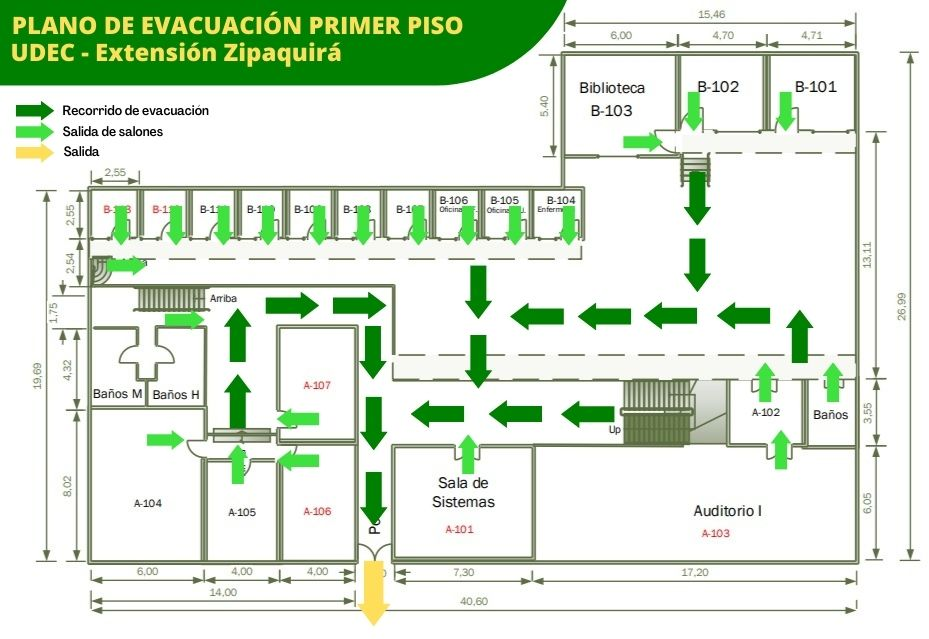 PLANO DE EVACUACIÓN PRIMER PISO
UDEC - Extensión Zipaquirá
Recorrido de evacuación
Salida de salones
Salida
15,46
6,00
4,70
4,71
5.40
Biblioteca
B-103
B-102
B-101
2,55
2,55
2,54
1,75
4,32
8,02
19,69
B-106
B-105
B-104
Arriba
Baños M
Baños H
A-107
A-104
A-105
A-106
Up
A-102
Baños
Sala de
Sistemas
A-101
Auditorio I
A-103
13,11
3,55
6,05
26,99
6,00
4,00
4,00
7,30
17,20
14,00
40,60